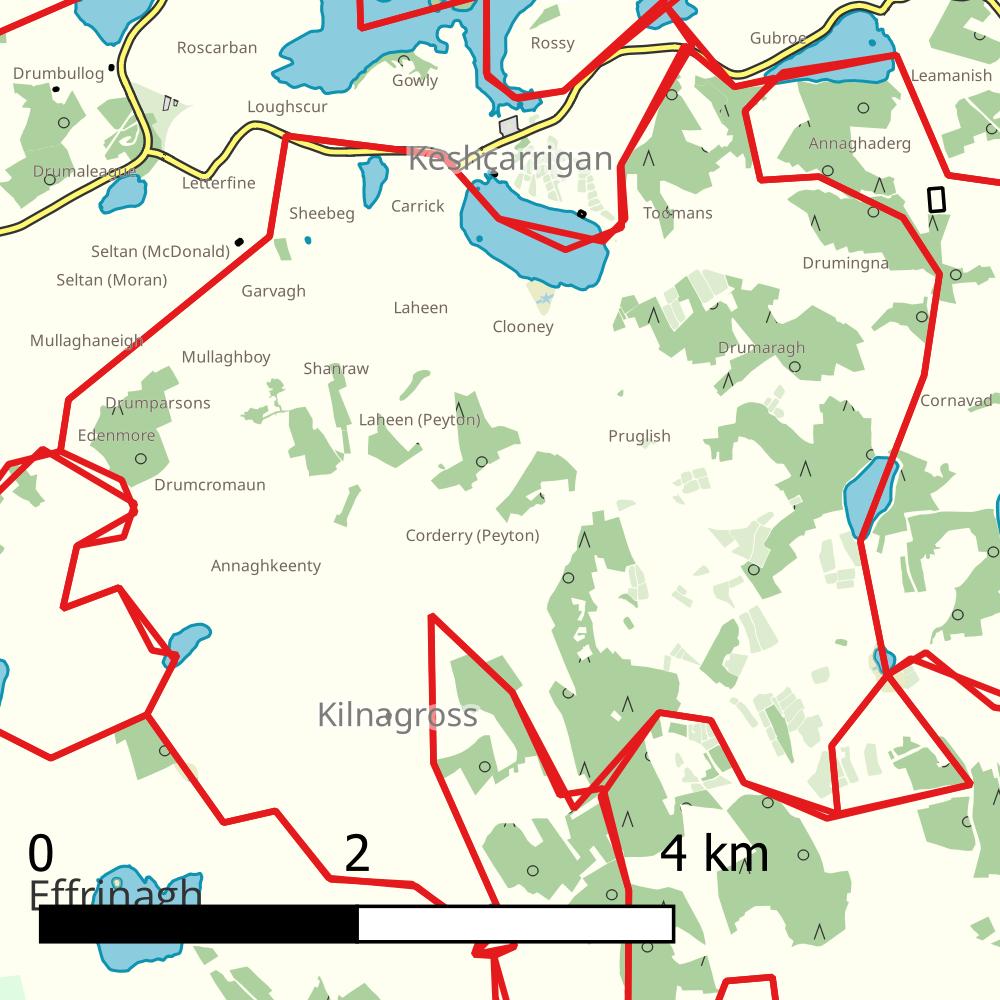 Rossy
Gubroe
Roscarban
Drumbullog
Gowly
Leamanish
Loughscur
Annaghaderg
Keshcarrigan
Drumaleague
Letterfine
Sheebeg
Carrick
Toomans
Seltan (McDonald)
Drumingna
Seltan (Moran)
Garvagh
Laheen
Clooney
Mullaghaneigh
Mullaghboy
Drumaragh
Shanraw
Drumparsons
Cornavad
Laheen (Peyton)
Edenmore
Pruglish
Drumcromaun
Corderry (Peyton)
Annaghkeenty
Kilnagross
0 2 4 km
Effrinagh